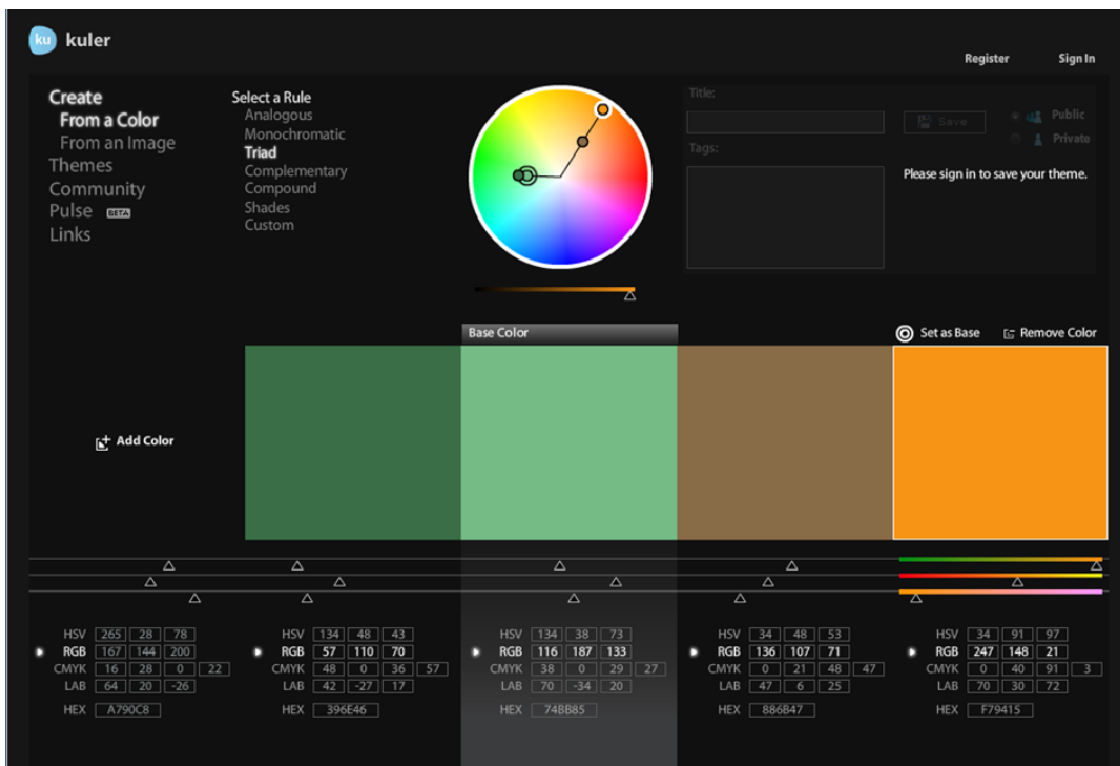 ku kuler
Register Sign In
Create
From a Color
From an Image
Themes
Community
Pulse BETA
Links
Select a Rule
Analogous
Monochromatic
Triad
Complementary
Compound
Shades
Custom
Title:
Save
Public
Private
Tags:
Please sign in to save your theme.
Base Color
Set as Base Remove Color
Add Color
HSV 265 28 78
RGB 167 144 200
CMYK 16 28 0 22
LAB 64 20 -26
HEX A790C8
HSV 134 48 43
RGB 57 110 70
CMYK 48 0 36 57
LAB 42 -27 17
HEX 396E46
HSV 134 38 73
RGB 116 187 133
CMYK 38 0 29 27
LAB 70 -34 20
HEX 74BB85
HSV 34 48 53
RGB 136 107 71
CMYK 0 21 48 47
LAB 47 6 25
HEX 886B47
HSV 34 91 97
RGB 247 148 21
CMYK 0 40 91 3
LAB 70 30 72
HEX F79415